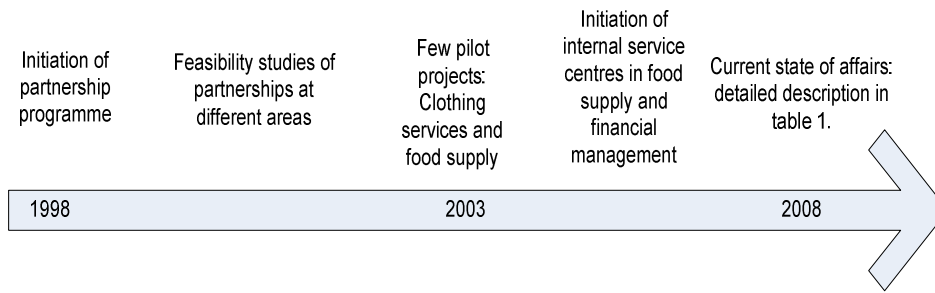 Initiation of
partnership
programme
Feasibility studies of
partnerships at
different areas
Few pilot
projects:
Clothing
services and
food supply
Initiation of
internal service
centres in food
supply and
financial
management
Current state of affairs:
detailed description in
table 1.
1998
2003
2008